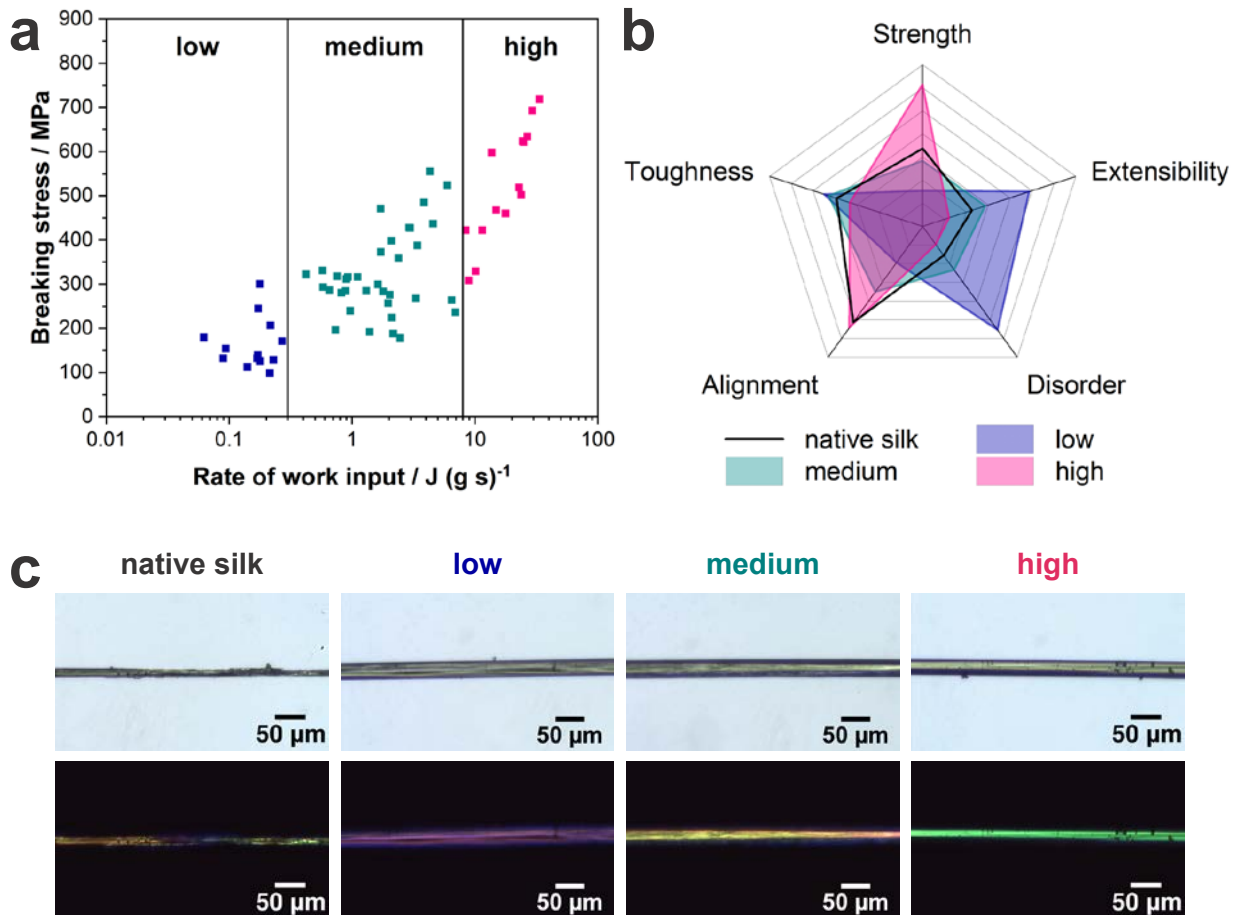 a
low medium high
900
800
700
600
500
400
300
200
100
0
Breaking stress / MPa
0.01 0.1 1 10 100
Rate of work input / J (g s)⁻¹
b
Strength
Toughness
Extensibility
Alignment
Disorder
native silk low
medium high
c
native silk low medium high
50 µm 50 µm 50 µm 50 µm
50 µm 50 µm 50 µm 50 µm